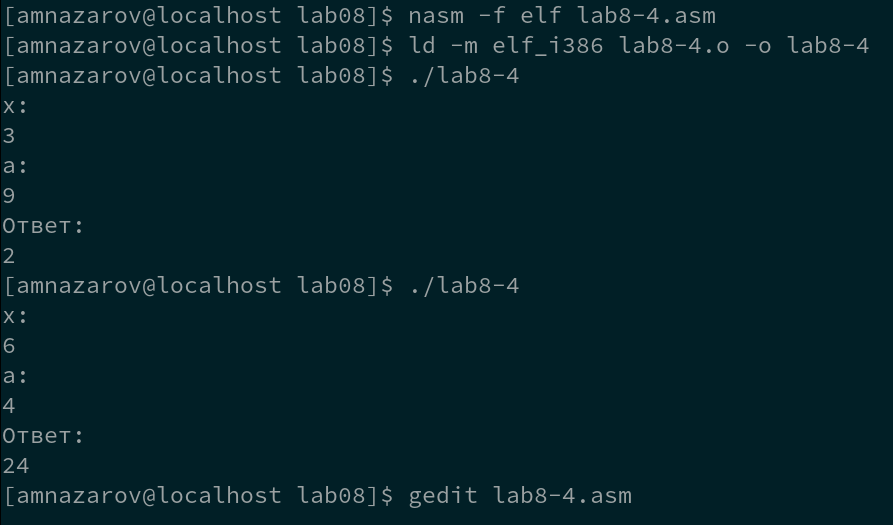 [amnazarov@localhost lab08]$ nasm -f elf lab8-4.asm
[amnazarov@localhost lab08]$ ld -m elf_i386 lab8-4.o -o lab8-4
[amnazarov@localhost lab08]$ ./lab8-4
x:
3
a:
9
Ответ:
2
[amnazarov@localhost lab08]$ ./lab8-4
x:
6
a:
4
Ответ:
24
[amnazarov@localhost lab08]$ gedit lab8-4.asm